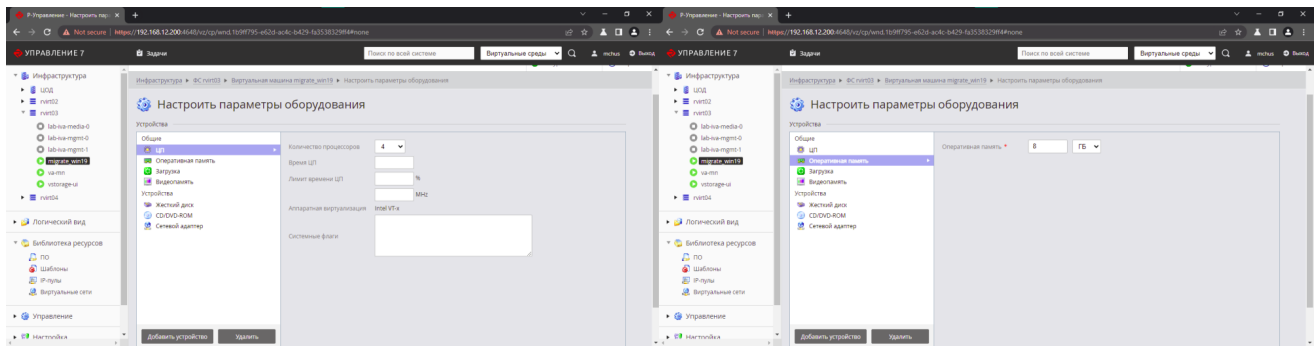 Р-Управление - Настроить пар
Not secure | https://192.168.12.200:4648/vz/cp/wnd.1b9ff795-e62d-ac4c-b429-fa3538329ff4#none
УПРАВЛЕНИЕ 7
Задачи
Поиск по всей системе
Виртуальные среды
mchus
Выход
Инфраструктура
ЦОД
rvirt02
rvirt03
lab-iva-media-0
lab-iva-mgmt-0
lab-iva-mgmt-1
migrate_win19
va-mn
vstorage-ui
rvirt04
Логический вид
Библиотека ресурсов
ПО
Шаблоны
IP-пулы
Виртуальные сети
Управление
Настройка
Инфраструктура ▸ ФС rvirt03 ▸ Виртуальная машина migrate_win19 ▸ Настроить параметры оборудования
Настроить параметры оборудования
Устройства
Общие
ЦП
Оперативная память
Загрузка
Видеопамять
Устройства
Жесткий диск
CD/DVD-ROM
Сетевой адаптер
Добавить устройство
Удалить
Количество процессоров 4
Время ЦП
Лимит времени ЦП %
MHz
Аппаратная виртуализация Intel VT-x
Системные флаги
Р-Управление - Настроить пар
Not secure | https://192.168.12.200:4648/vz/cp/wnd.1b9ff795-e62d-ac4c-b429-fa3538329ff4#none
УПРАВЛЕНИЕ 7
Задачи
Поиск по всей системе
Виртуальные среды
mchus
Выход
Инфраструктура
ЦОД
rvirt02
rvirt03
lab-iva-media-0
lab-iva-mgmt-0
lab-iva-mgmt-1
migrate_win19
va-mn
vstorage-ui
rvirt04
Логический вид
Библиотека ресурсов
ПО
Шаблоны
IP-пулы
Виртуальные сети
Управление
Настройка
Инфраструктура ▸ ФС rvirt03 ▸ Виртуальная машина migrate_win19 ▸ Настроить параметры оборудования
Настроить параметры оборудования
Устройства
Общие
ЦП
Оперативная память
Загрузка
Видеопамять
Устройства
Жесткий диск
CD/DVD-ROM
Сетевой адаптер
Добавить устройство
Удалить
Оперативная память * 8 ГБ